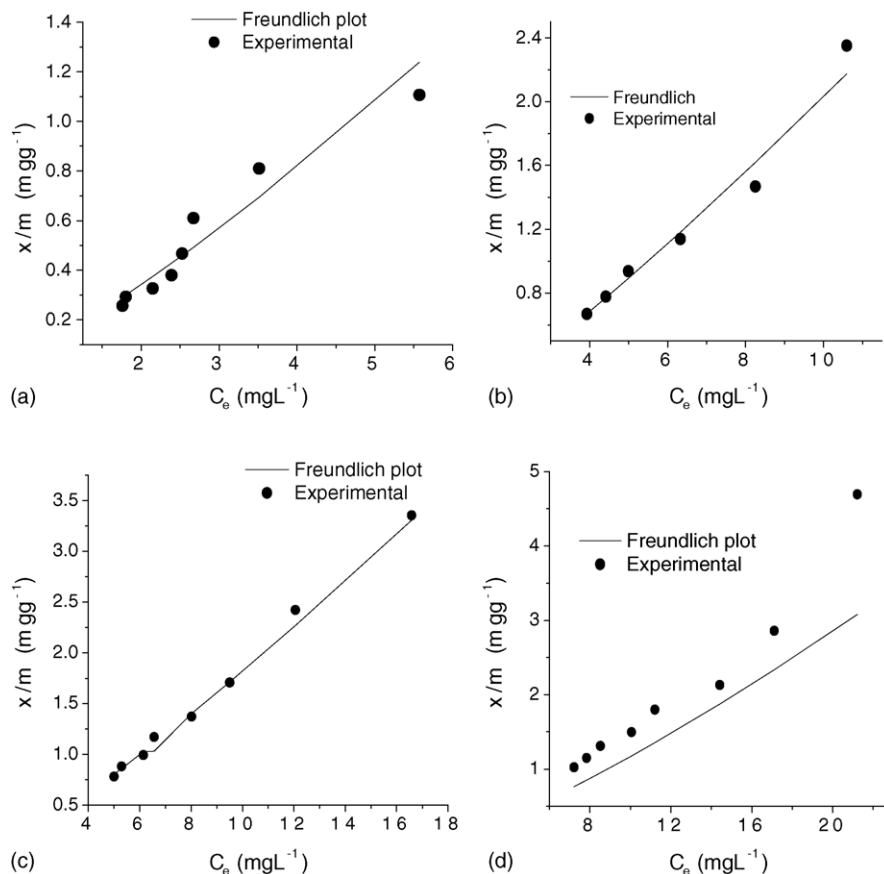 Freundlich plot
Experimental
1.4
1.2
1.0
0.8
0.6
0.4
0.2
x/m (mgg⁻¹)
2 3 4 5 6
(a) Cₑ (mgL⁻¹)
2.4
2.0
1.6
1.2
0.8
x/m (mgg⁻¹)
Freundlich
Experimental
4 6 8 10
(b) Cₑ (mgL⁻¹)
Freundlich plot
Experimental
3.5
3.0
2.5
2.0
1.5
1.0
0.5
x/m (mgg⁻¹)
4 6 8 10 12 14 16 18
(c) Cₑ (mgL⁻¹)
5
4
3
2
1
x/m (mgg⁻¹)
Freundlich plot
Experimental
8 12 16 20
(d) Cₑ (mgL⁻¹)